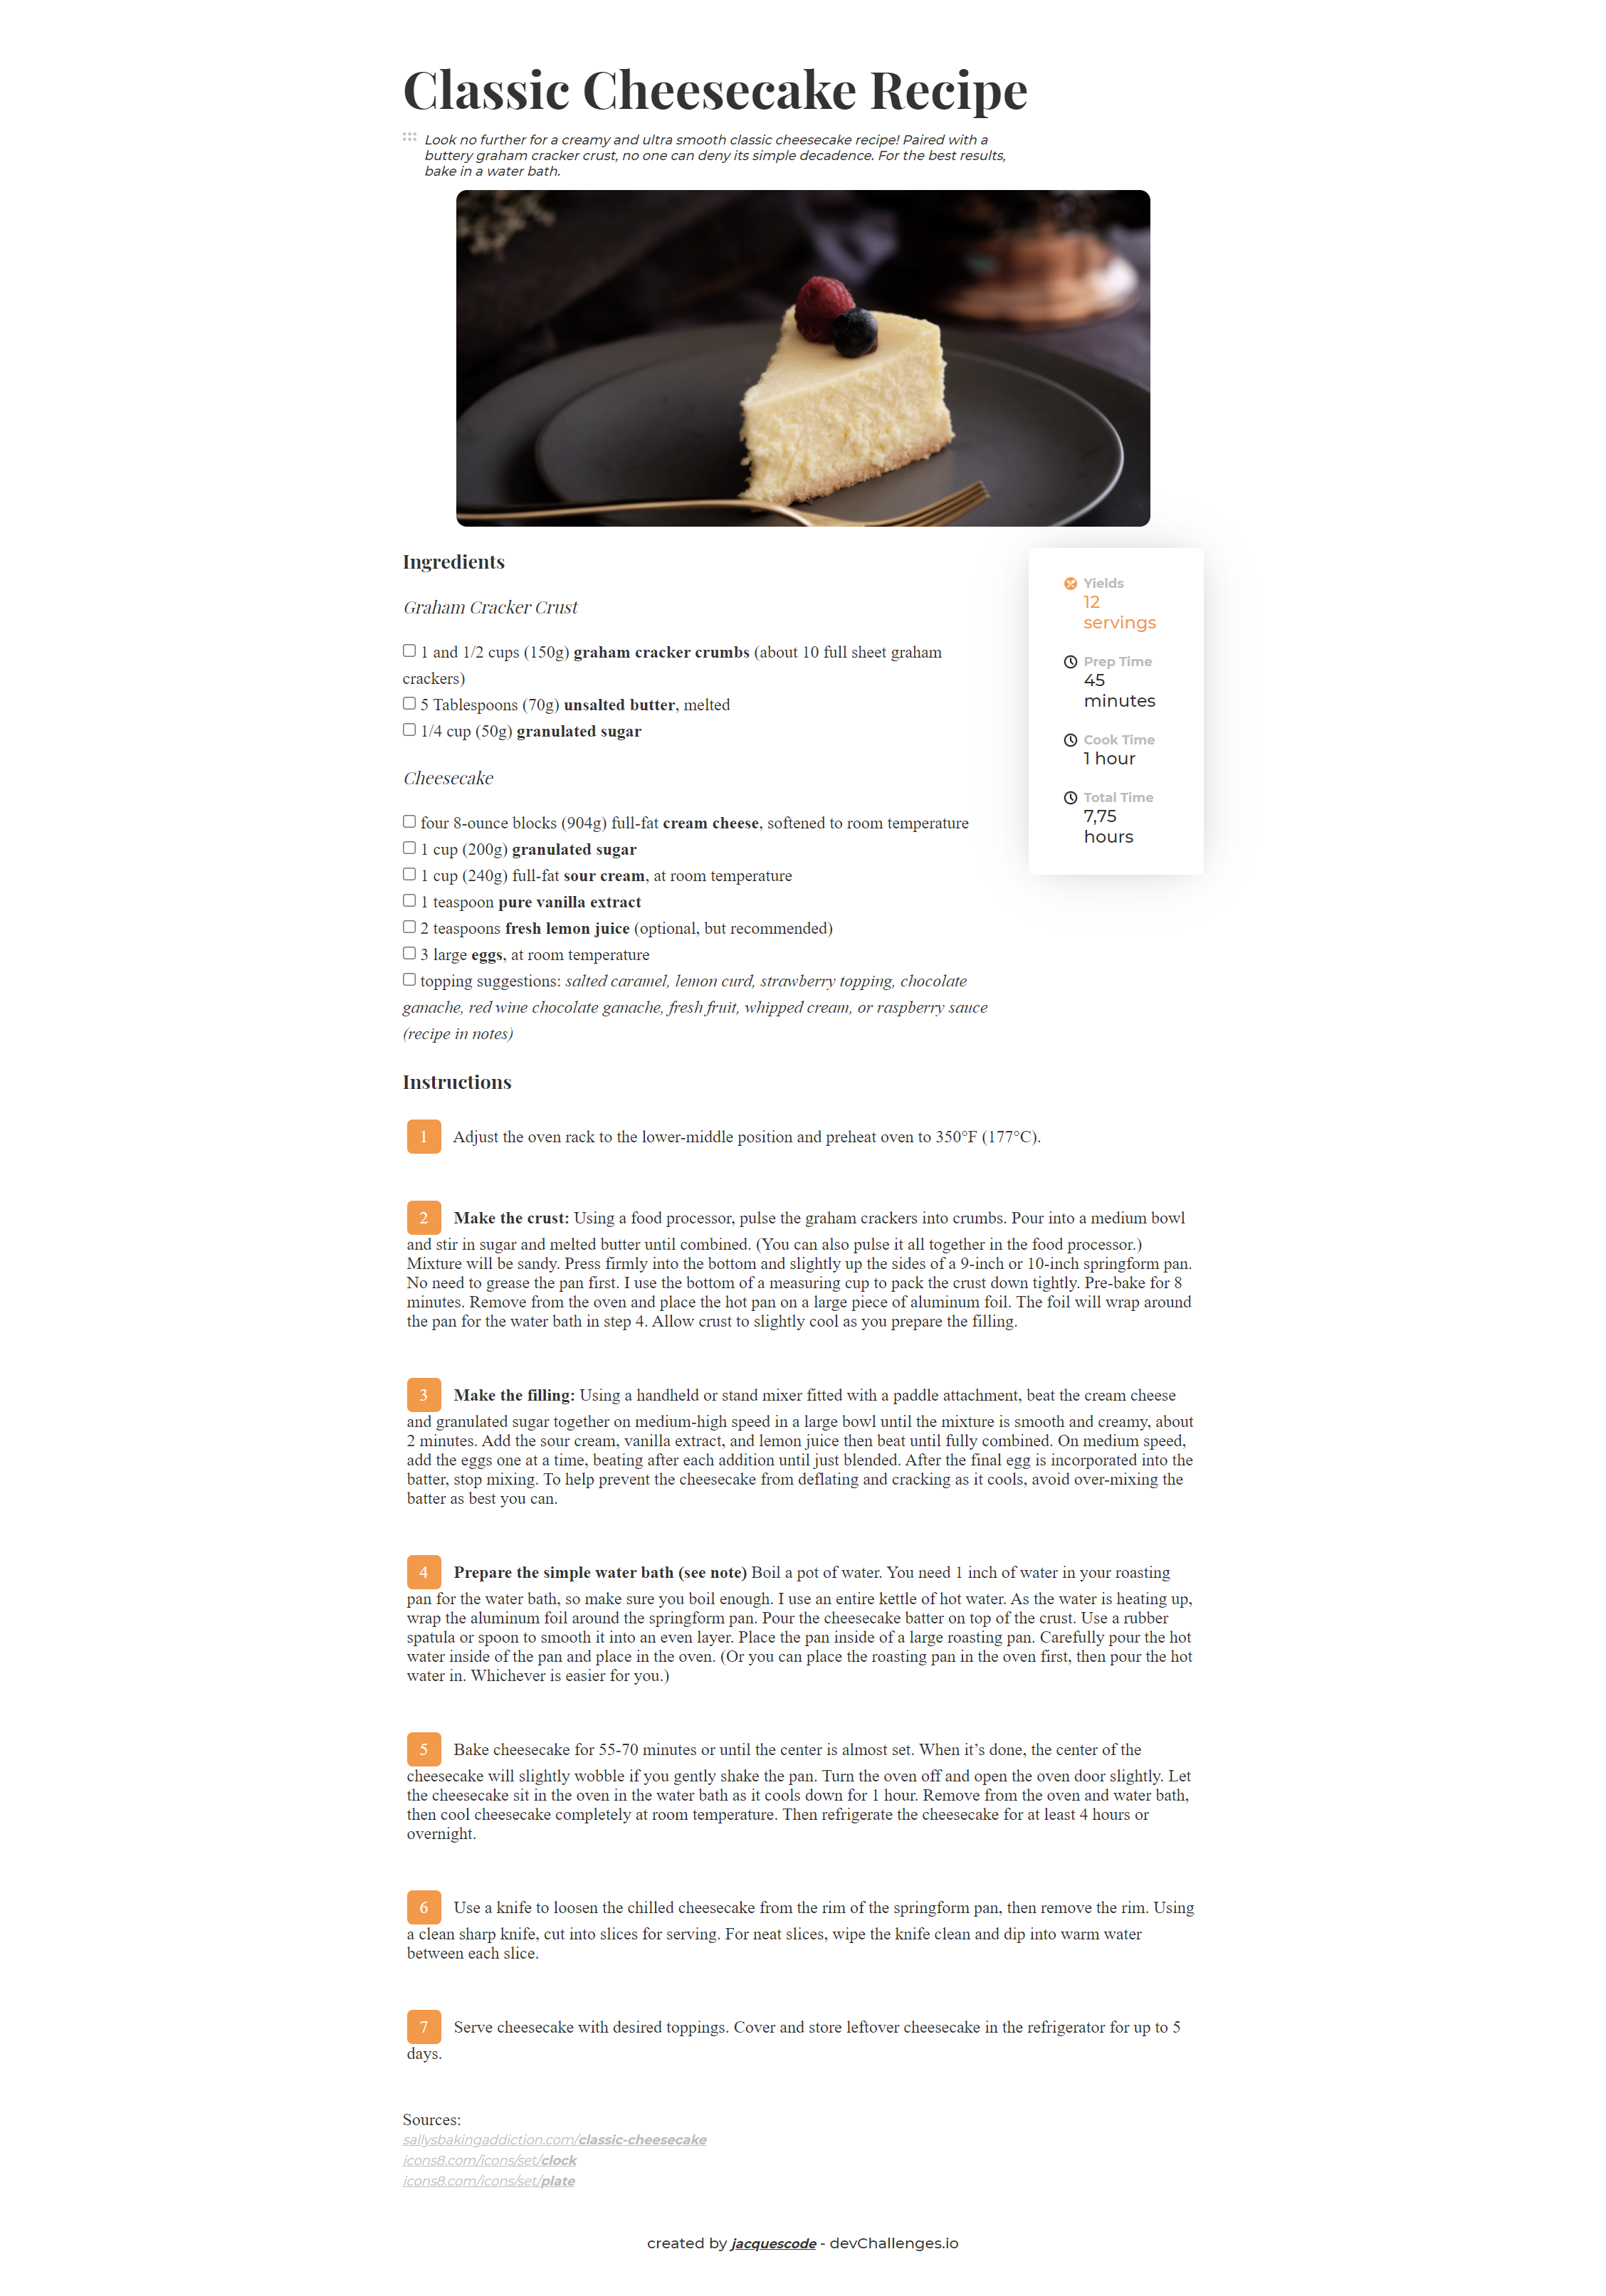 Classic Cheesecake Recipe
Look no further for a creamy and ultra smooth classic cheesecake recipe! Paired with a
buttery graham cracker crust, no one can deny its simple decadence. For the best results,
bake in a water bath.
Ingredients
Graham Cracker Crust
1 and 1/2 cups (150g) graham cracker crumbs (about 10 full sheet graham
crackers)
5 Tablespoons (70g) unsalted butter, melted
1/4 cup (50g) granulated sugar
Cheesecake
four 8-ounce blocks (904g) full-fat cream cheese, softened to room temperature
1 cup (200g) granulated sugar
1 cup (240g) full-fat sour cream, at room temperature
1 teaspoon pure vanilla extract
2 teaspoons fresh lemon juice (optional, but recommended)
3 large eggs, at room temperature
topping suggestions: salted caramel, lemon curd, strawberry topping, chocolate
ganache, red wine chocolate ganache, fresh fruit, whipped cream, or raspberry sauce
(recipe in notes)
Yields
12
servings
Prep Time
45
minutes
Cook Time
1 hour
Total Time
7,75
hours
Instructions
1 Adjust the oven rack to the lower-middle position and preheat oven to 350°F (177°C).
2 Make the crust: Using a food processor, pulse the graham crackers into crumbs. Pour into a medium bowl
and stir in sugar and melted butter until combined. (You can also pulse it all together in the food processor.)
Mixture will be sandy. Press firmly into the bottom and slightly up the sides of a 9-inch or 10-inch springform pan.
No need to grease the pan first. I use the bottom of a measuring cup to pack the crust down tightly. Pre-bake for 8
minutes. Remove from the oven and place the hot pan on a large piece of aluminum foil. The foil will wrap around
the pan for the water bath in step 4. Allow crust to slightly cool as you prepare the filling.
3 Make the filling: Using a handheld or stand mixer fitted with a paddle attachment, beat the cream cheese
and granulated sugar together on medium-high speed in a large bowl until the mixture is smooth and creamy, about
2 minutes. Add the sour cream, vanilla extract, and lemon juice then beat until fully combined. On medium speed,
add the eggs one at a time, beating after each addition until just blended. After the final egg is incorporated into the
batter, stop mixing. To help prevent the cheesecake from deflating and cracking as it cools, avoid over-mixing the
batter as best you can.
4 Prepare the simple water bath (see note) Boil a pot of water. You need 1 inch of water in your roasting
pan for the water bath, so make sure you boil enough. I use an entire kettle of hot water. As the water is heating up,
wrap the aluminum foil around the springform pan. Pour the cheesecake batter on top of the crust. Use a rubber
spatula or spoon to smooth it into an even layer. Place the pan inside of a large roasting pan. Carefully pour the hot
water inside of the pan and place in the oven. (Or you can place the roasting pan in the oven first, then pour the hot
water in. Whichever is easier for you.)
5 Bake cheesecake for 55-70 minutes or until the center is almost set. When it’s done, the center of the
cheesecake will slightly wobble if you gently shake the pan. Turn the oven off and open the oven door slightly. Let
the cheesecake sit in the oven in the water bath as it cools down for 1 hour. Remove from the oven and water bath,
then cool cheesecake completely at room temperature. Then refrigerate the cheesecake for at least 4 hours or
overnight.
6 Use a knife to loosen the chilled cheesecake from the rim of the springform pan, then remove the rim. Using
a clean sharp knife, cut into slices for serving. For neat slices, wipe the knife clean and dip into warm water
between each slice.
7 Serve cheesecake with desired toppings. Cover and store leftover cheesecake in the refrigerator for up to 5
days.
Sources:
sallysbakingaddiction.com/classic-cheesecake
icons8.com/icons/set/clock
icons8.com/icons/set/plate
created by jacquescode - devChallenges.io